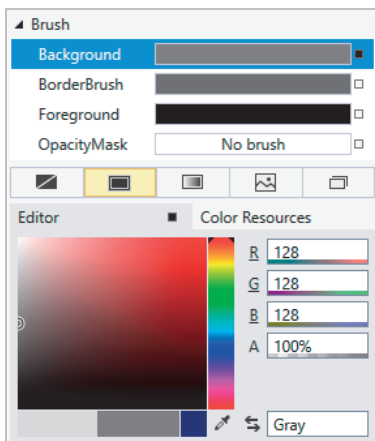 Brush
Background
BorderBrush
Foreground
OpacityMask No brush
Editor Color Resources
R 128
G 128
B 128
A 100%
Gray